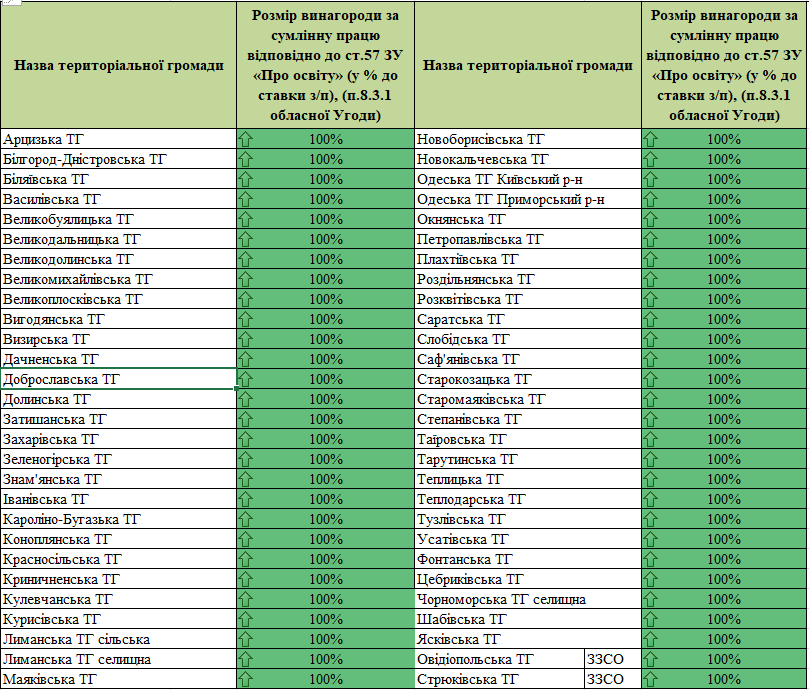 Назва територіальної громади
Розмір винагороди за
сумлінну працю
відповідно до ст.57 ЗУ
«Про освіту» (у % до
ставки з/п), (п.8.3.1
обласної Угоди)
Назва територіальної громади
Розмір винагороди за
сумлінну працю
відповідно до ст.57 ЗУ
«Про освіту» (у % до
ставки з/п), (п.8.3.1
обласної Угоди)
Арцизька ТГ 100% Новоборисівська ТГ 100%
Білгород-Дністровська ТГ 100% Новокальчевська ТГ 100%
Біляївська ТГ 100% Одеська ТГ Київський р-н 100%
Василівська ТГ 100% Одеська ТГ Приморський р-н 100%
Великобуялицька ТГ 100% Окнянська ТГ 100%
Великодальницька ТГ 100% Петропавлівська ТГ 100%
Великодолинська ТГ 100% Плахтіївська ТГ 100%
Великомихайлівська ТГ 100% Роздільнянська ТГ 100%
Великоплосківська ТГ 100% Розквітівська ТГ 100%
Вигодянська ТГ 100% Саратська ТГ 100%
Визирська ТГ 100% Слобідська ТГ 100%
Дачненська ТГ 100% Саф'янівська ТГ 100%
Доброславська ТГ 100% Старокозацька ТГ 100%
Долинська ТГ 100% Старомаяківська ТГ 100%
Затишанська ТГ 100% Степанівська ТГ 100%
Захарівська ТГ 100% Таїровська ТГ 100%
Зеленогірська ТГ 100% Тарутинська ТГ 100%
Знам'янська ТГ 100% Теплицька ТГ 100%
Іванівська ТГ 100% Теплодарська ТГ 100%
Кароліно-Бугазька ТГ 100% Тузлівська ТГ 100%
Коноплянська ТГ 100% Усатівська ТГ 100%
Красносільська ТГ 100% Фонтанська ТГ 100%
Криничненська ТГ 100% Цебриківська ТГ 100%
Кулевчанська ТГ 100% Чорноморська ТГ селищна 100%
Курисівська ТГ 100% Шабівська ТГ 100%
Лиманська ТГ сільська 100% Ясківська ТГ 100%
Лиманська ТГ селищна 100% Овідіопольська ТГ ЗЗСО 100%
Маяківська ТГ 100% Стрюківська ТГ ЗЗСО 100%